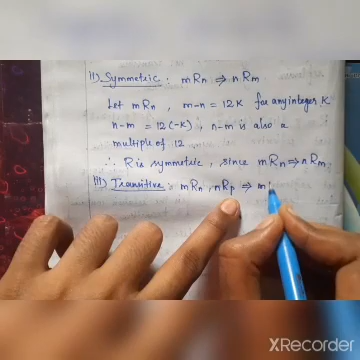 II) Symmetric : mRn ⇒ nRm
Let mRn , m-n = 12K for any integer K
n-m = 12(-K) , n-m is also a
multiple of 12
∴ R is symmetric , since mRn ⇒ nRm.
III) Transitive : mRn , nRp ⇒ m
XRecorder